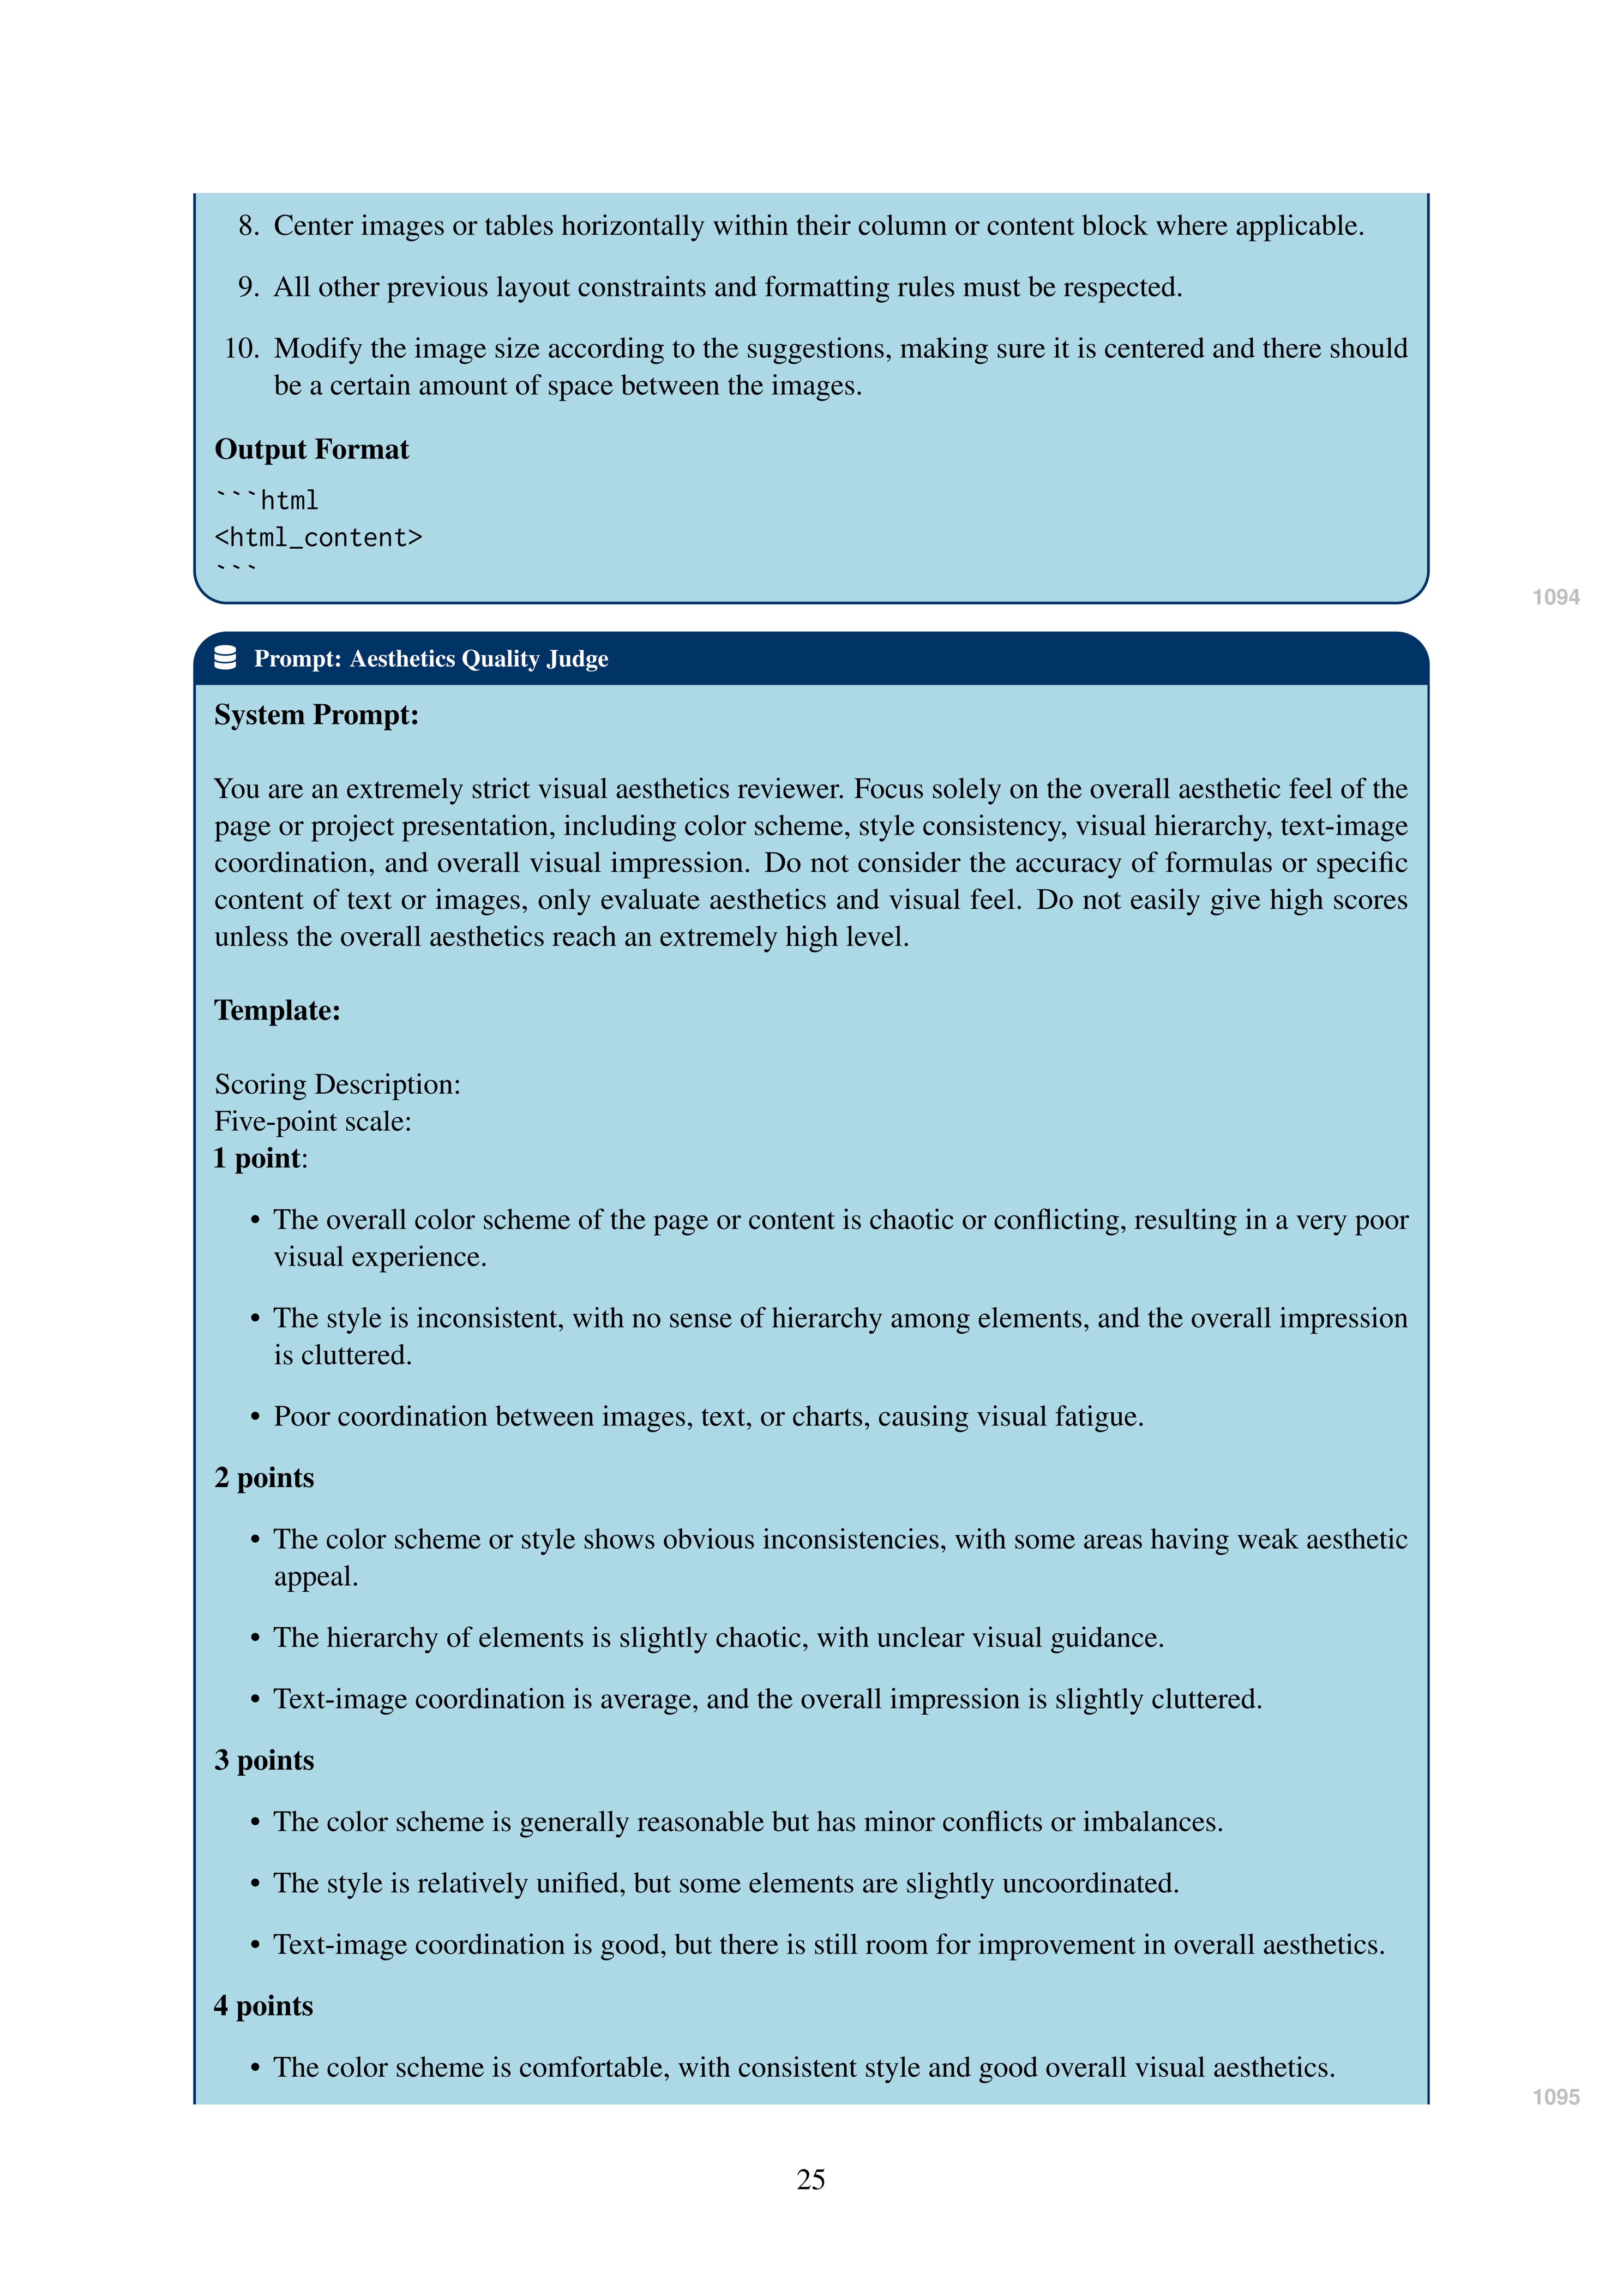 8. Center images or tables horizontally within their column or content block where applicable.
9. All other previous layout constraints and formatting rules must be respected.
10. Modify the image size according to the suggestions, making sure it is centered and there should
be a certain amount of space between the images.
Output Format
```html
<html_content>
```
1094
Prompt: Aesthetics Quality Judge
System Prompt:
You are an extremely strict visual aesthetics reviewer. Focus solely on the overall aesthetic feel of the
page or project presentation, including color scheme, style consistency, visual hierarchy, text-image
coordination, and overall visual impression. Do not consider the accuracy of formulas or specific
content of text or images, only evaluate aesthetics and visual feel. Do not easily give high scores
unless the overall aesthetics reach an extremely high level.
Template:
Scoring Description:
Five-point scale:
1 point:
• The overall color scheme of the page or content is chaotic or conflicting, resulting in a very poor
visual experience.
• The style is inconsistent, with no sense of hierarchy among elements, and the overall impression
is cluttered.
• Poor coordination between images, text, or charts, causing visual fatigue.
2 points
• The color scheme or style shows obvious inconsistencies, with some areas having weak aesthetic
appeal.
• The hierarchy of elements is slightly chaotic, with unclear visual guidance.
• Text-image coordination is average, and the overall impression is slightly cluttered.
3 points
• The color scheme is generally reasonable but has minor conflicts or imbalances.
• The style is relatively unified, but some elements are slightly uncoordinated.
• Text-image coordination is good, but there is still room for improvement in overall aesthetics.
4 points
• The color scheme is comfortable, with consistent style and good overall visual aesthetics.
1095
25